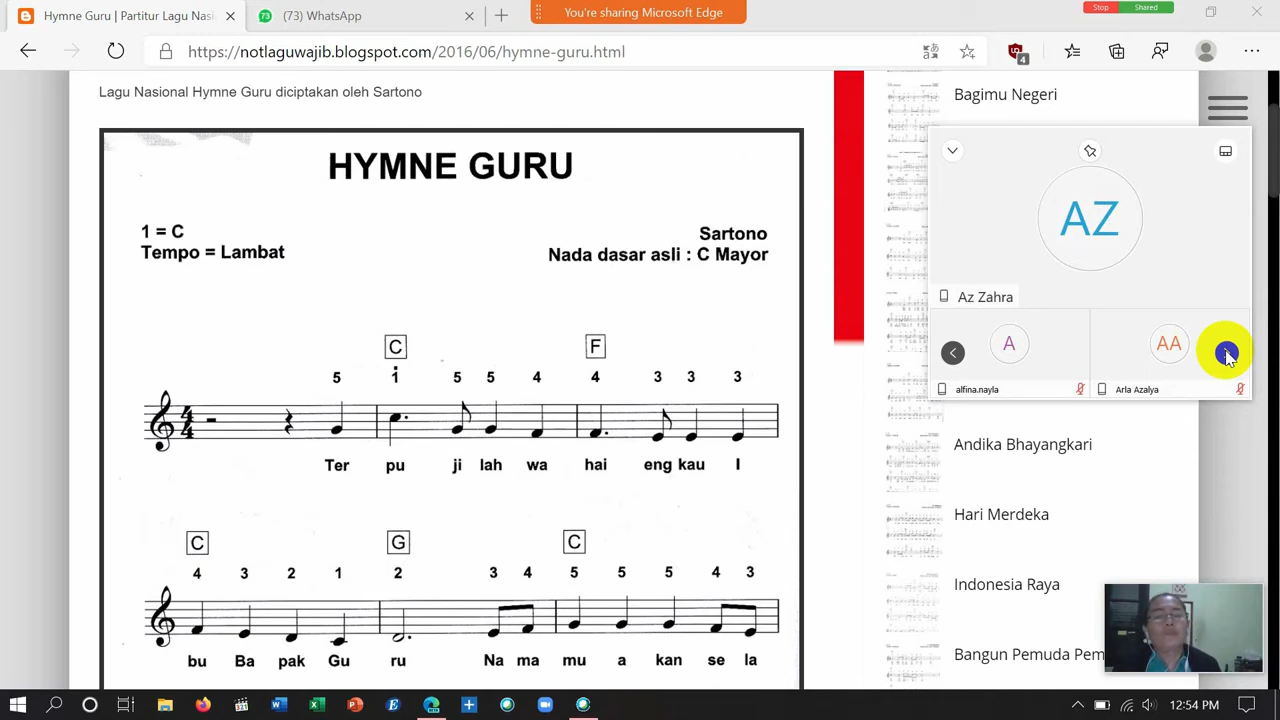 Hymne Guru | Partitur Lagu Nas
(73) WhatsApp
You're sharing Microsoft Edge
Stop
Shared
https://notlaguwajib.blogspot.com/2016/06/hymne-guru.html
4
Lagu Nasional Hymne Guru diciptakan oleh Sartono
HYMNE GURU
1 = C
Sartono
Tempo = Lambat
Nada dasar asli : C Mayor
C F
5 1 5 5 4 4 3 3 3
4 4
Ter pu ji lah wa hai eng kau I
C G C
4 3 2 1 2 3 4 5 5 5 4 3
bu Ba pak Gu ru Na ma mu a kan se la
Bagimu Negeri
AZ
Az Zahra
A
AA
alfina.nayla
Arla Azalya
Andika Bhayangkari
Hari Merdeka
Indonesia Raya
Bangun Pemuda Pem
12:54 PM